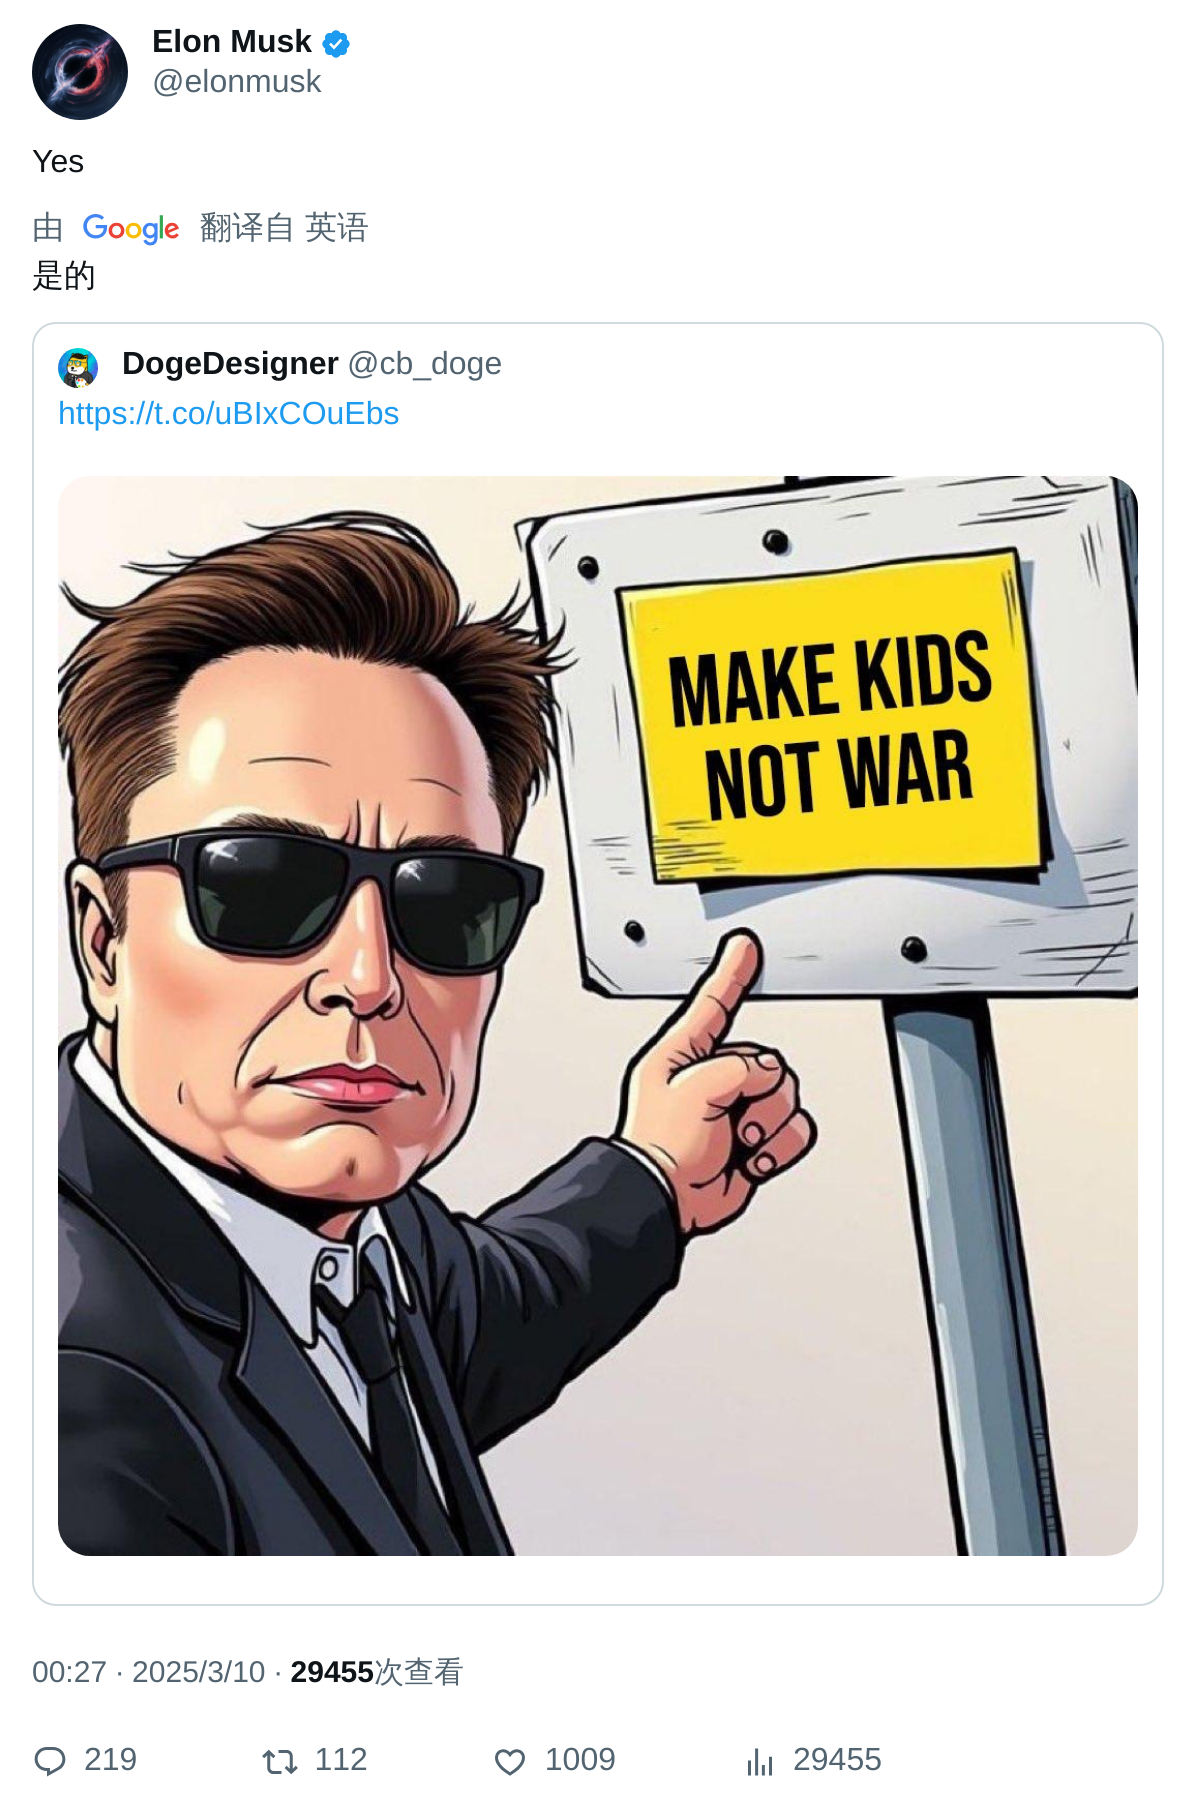 Elon Musk
@elonmusk
Yes
由 Google 翻译自 英语
是的
DogeDesigner @cb_doge
https://t.co/uBIxCOuEbs
MAKE KIDS
NOT WAR
00:27 · 2025/3/10 · 29455次查看
219 112 1009 29455